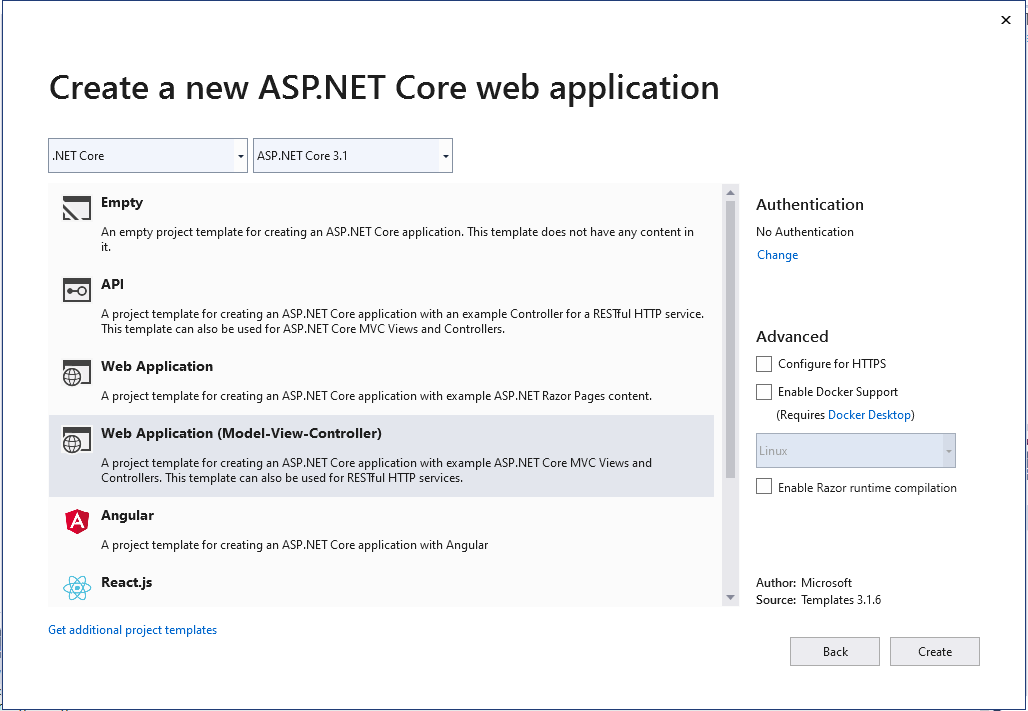 Create a new ASP.NET Core web application
.NET Core
ASP.NET Core 3.1
Empty
An empty project template for creating an ASP.NET Core application. This template does not have any content in
it.
API
A project template for creating an ASP.NET Core application with an example Controller for a RESTful HTTP service.
This template can also be used for ASP.NET Core MVC Views and Controllers.
Web Application
A project template for creating an ASP.NET Core application with example ASP.NET Razor Pages content.
Web Application (Model-View-Controller)
A project template for creating an ASP.NET Core application with example ASP.NET Core MVC Views and
Controllers. This template can also be used for RESTful HTTP services.
Angular
A project template for creating an ASP.NET Core application with Angular
React.js
Get additional project templates
Authentication
No Authentication
Change
Advanced
Configure for HTTPS
Enable Docker Support
(Requires Docker Desktop)
Linux
Enable Razor runtime compilation
Author: Microsoft
Source: Templates 3.1.6
Back
Create